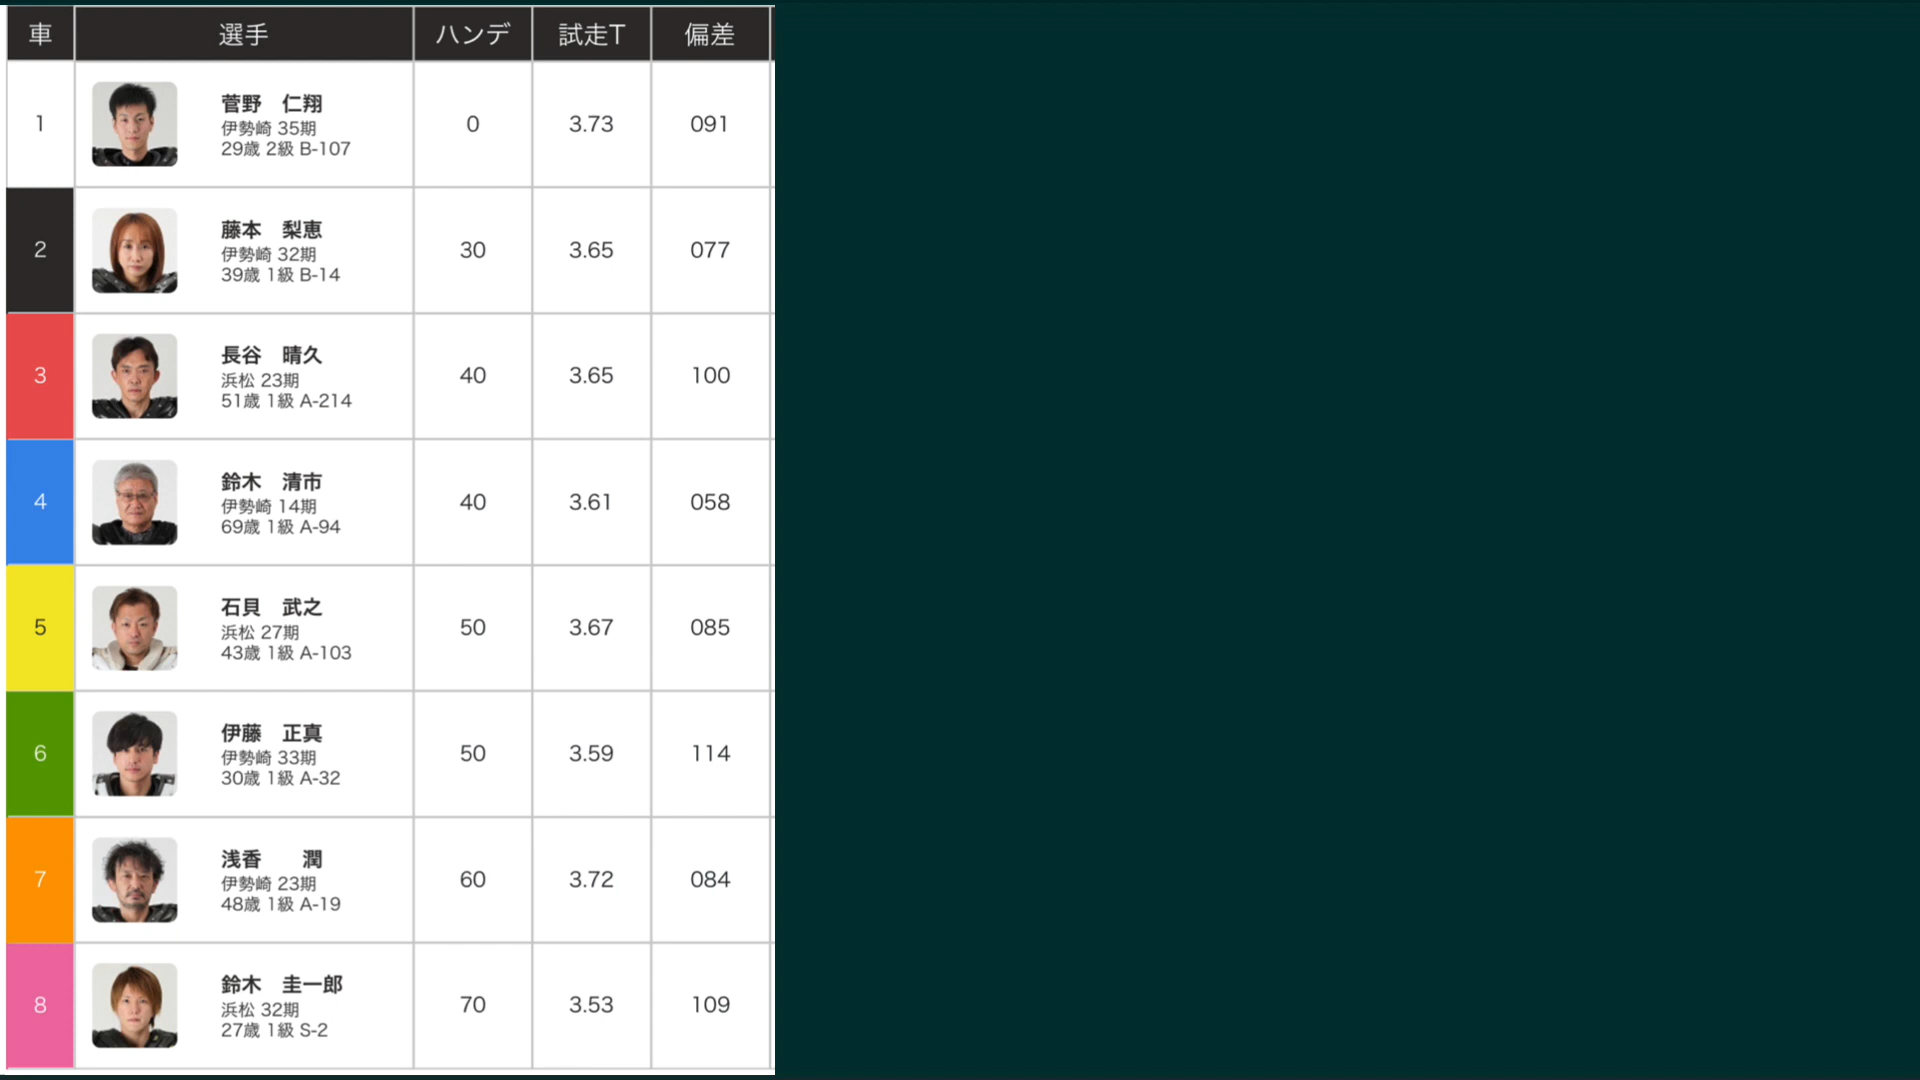 車 選手 ハンデ 試走T 偏差
1 菅野 仁翔 0 3.73 091
伊勢崎 35期
29歳 2級 B-107
2 藤本 梨恵 30 3.65 077
伊勢崎 32期
39歳 1級 B-14
3 長谷 晴久 40 3.65 100
浜松 23期
51歳 1級 A-214
4 鈴木 清市 40 3.61 058
伊勢崎 14期
69歳 1級 A-94
5 石貝 武之 50 3.67 085
浜松 27期
43歳 1級 A-103
6 伊藤 正真 50 3.59 114
伊勢崎 33期
30歳 1級 A-32
7 浅香 潤 60 3.72 084
伊勢崎 23期
48歳 1級 A-19
8 鈴木 圭一郎 70 3.53 109
浜松 32期
27歳 1級 S-2